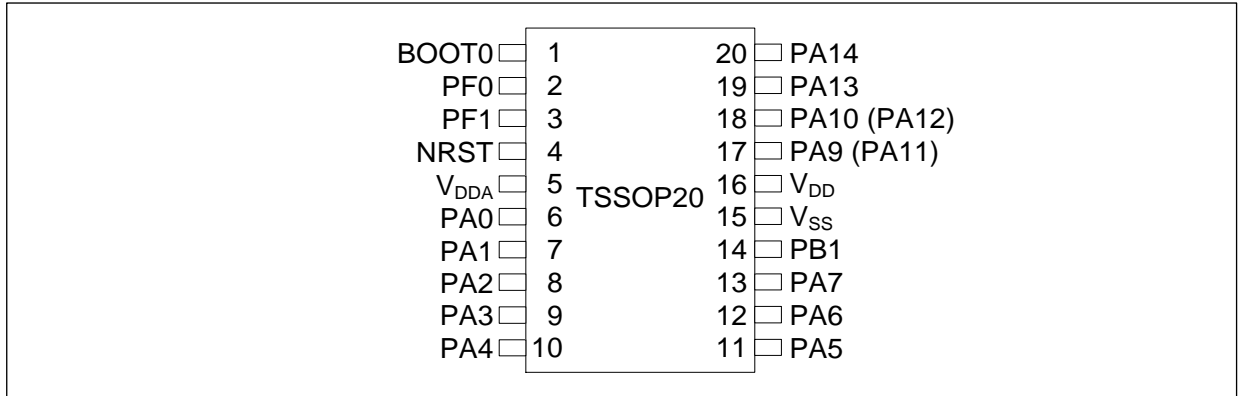 BOOT0 1 20 PA14
PF0 2 19 PA13
PF1 3 18 PA10 (PA12)
NRST 4 17 PA9 (PA11)
VDDA 5 TSSOP20 16 VDD
PA0 6 15 VSS
PA1 7 14 PB1
PA2 8 13 PA7
PA3 9 12 PA6
PA4 10 11 PA5